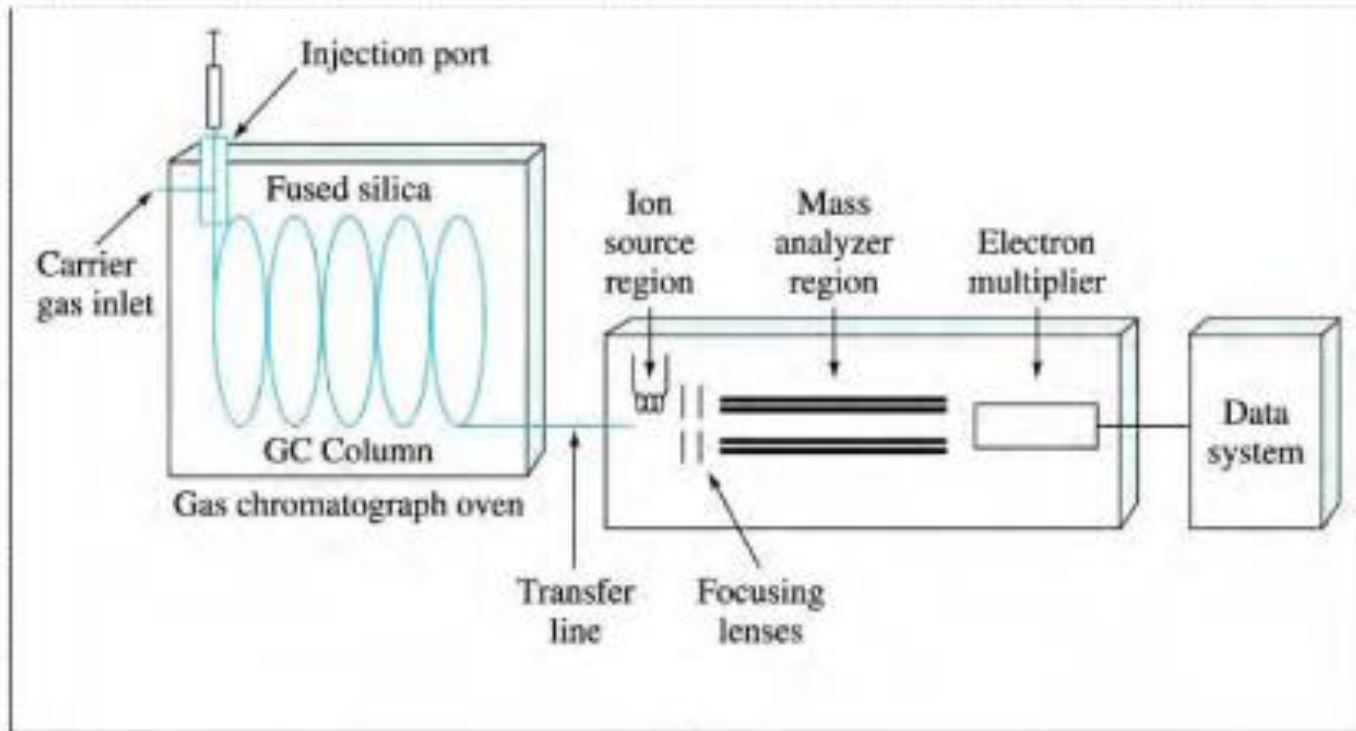 Injection port
Fused silica
Carrier
gas inlet
GC Column
Gas chromatograph oven
Ion
source
region
Mass
analyzer
region
Electron
multiplier
Data
system
Transfer
line
Focusing
lenses